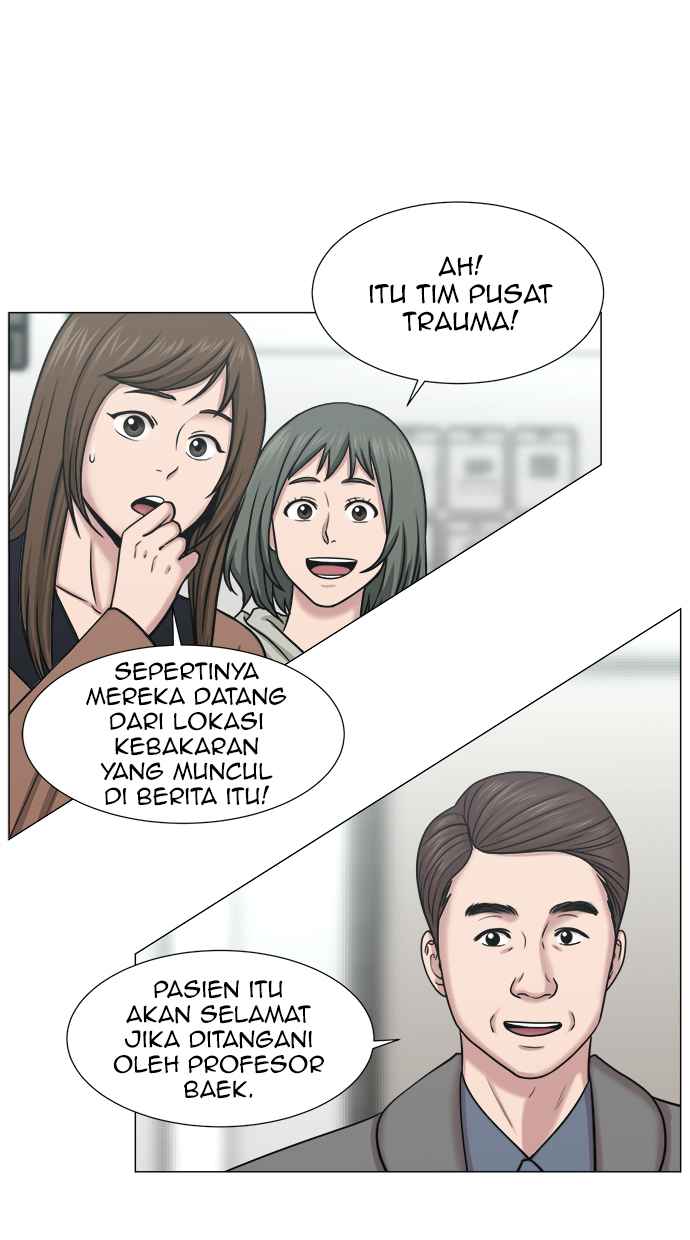 AH!
ITU TIM PUSAT
TRAUMA!
SEPERTINYA
MEREKA DATANG
DARI LOKASI
KEBAKARAN
YANG MUNCUL
DI BERITA ITU!
PASIEN ITU
AKAN SELAMAT
JIKA DITANGANI
OLEH PROFESOR
BAEK.